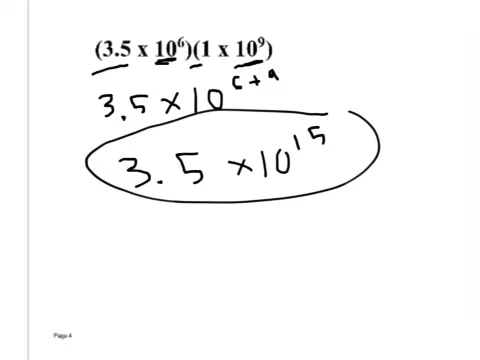 (3.5 x 10⁶)(1 x 10⁹)
3.5 × 10⁶⁺⁹
3.5 × 10¹⁵
Page 4